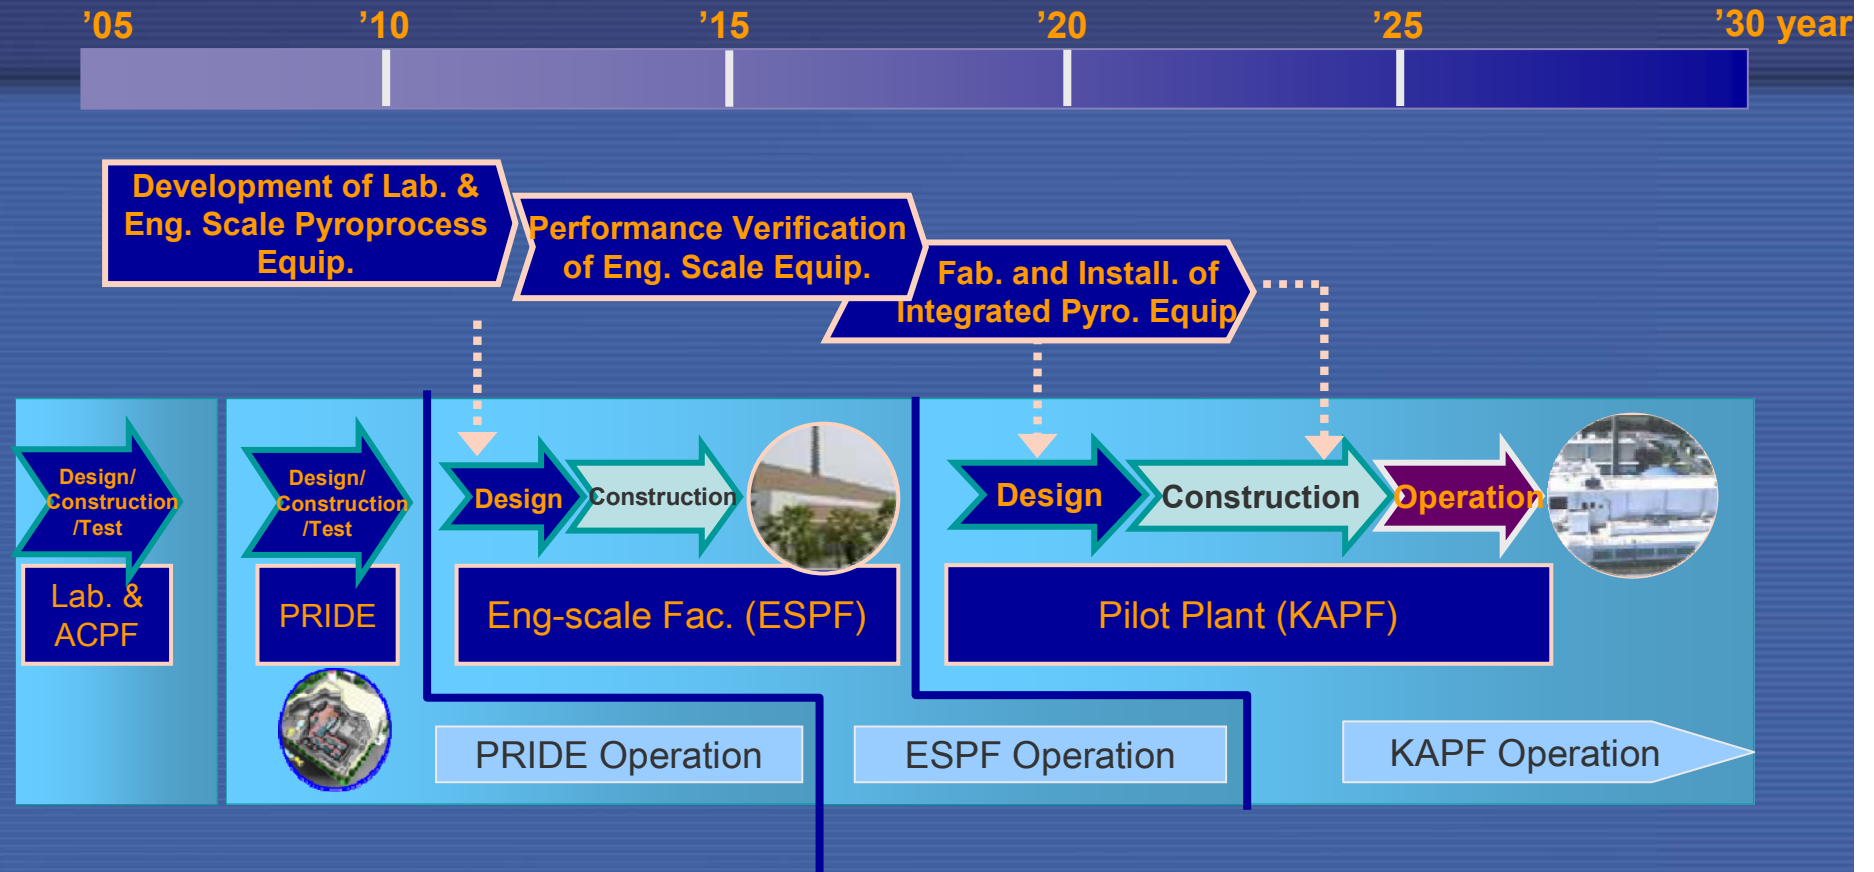 ’05 ’10 ’15 ’20 ’25 ’30 year
Development of Lab. &
Eng. Scale Pyroprocess
Equip.
Performance Verification
of Eng. Scale Equip.
Fab. and Install. of
Integrated Pyro. Equip
Design/
Construction
/Test
Design/
Construction
/Test
Design
Construction
Design
Construction
Operation
Lab. &
ACPF
PRIDE
Eng-scale Fac. (ESPF)
Pilot Plant (KAPF)
PRIDE Operation
ESPF Operation
KAPF Operation